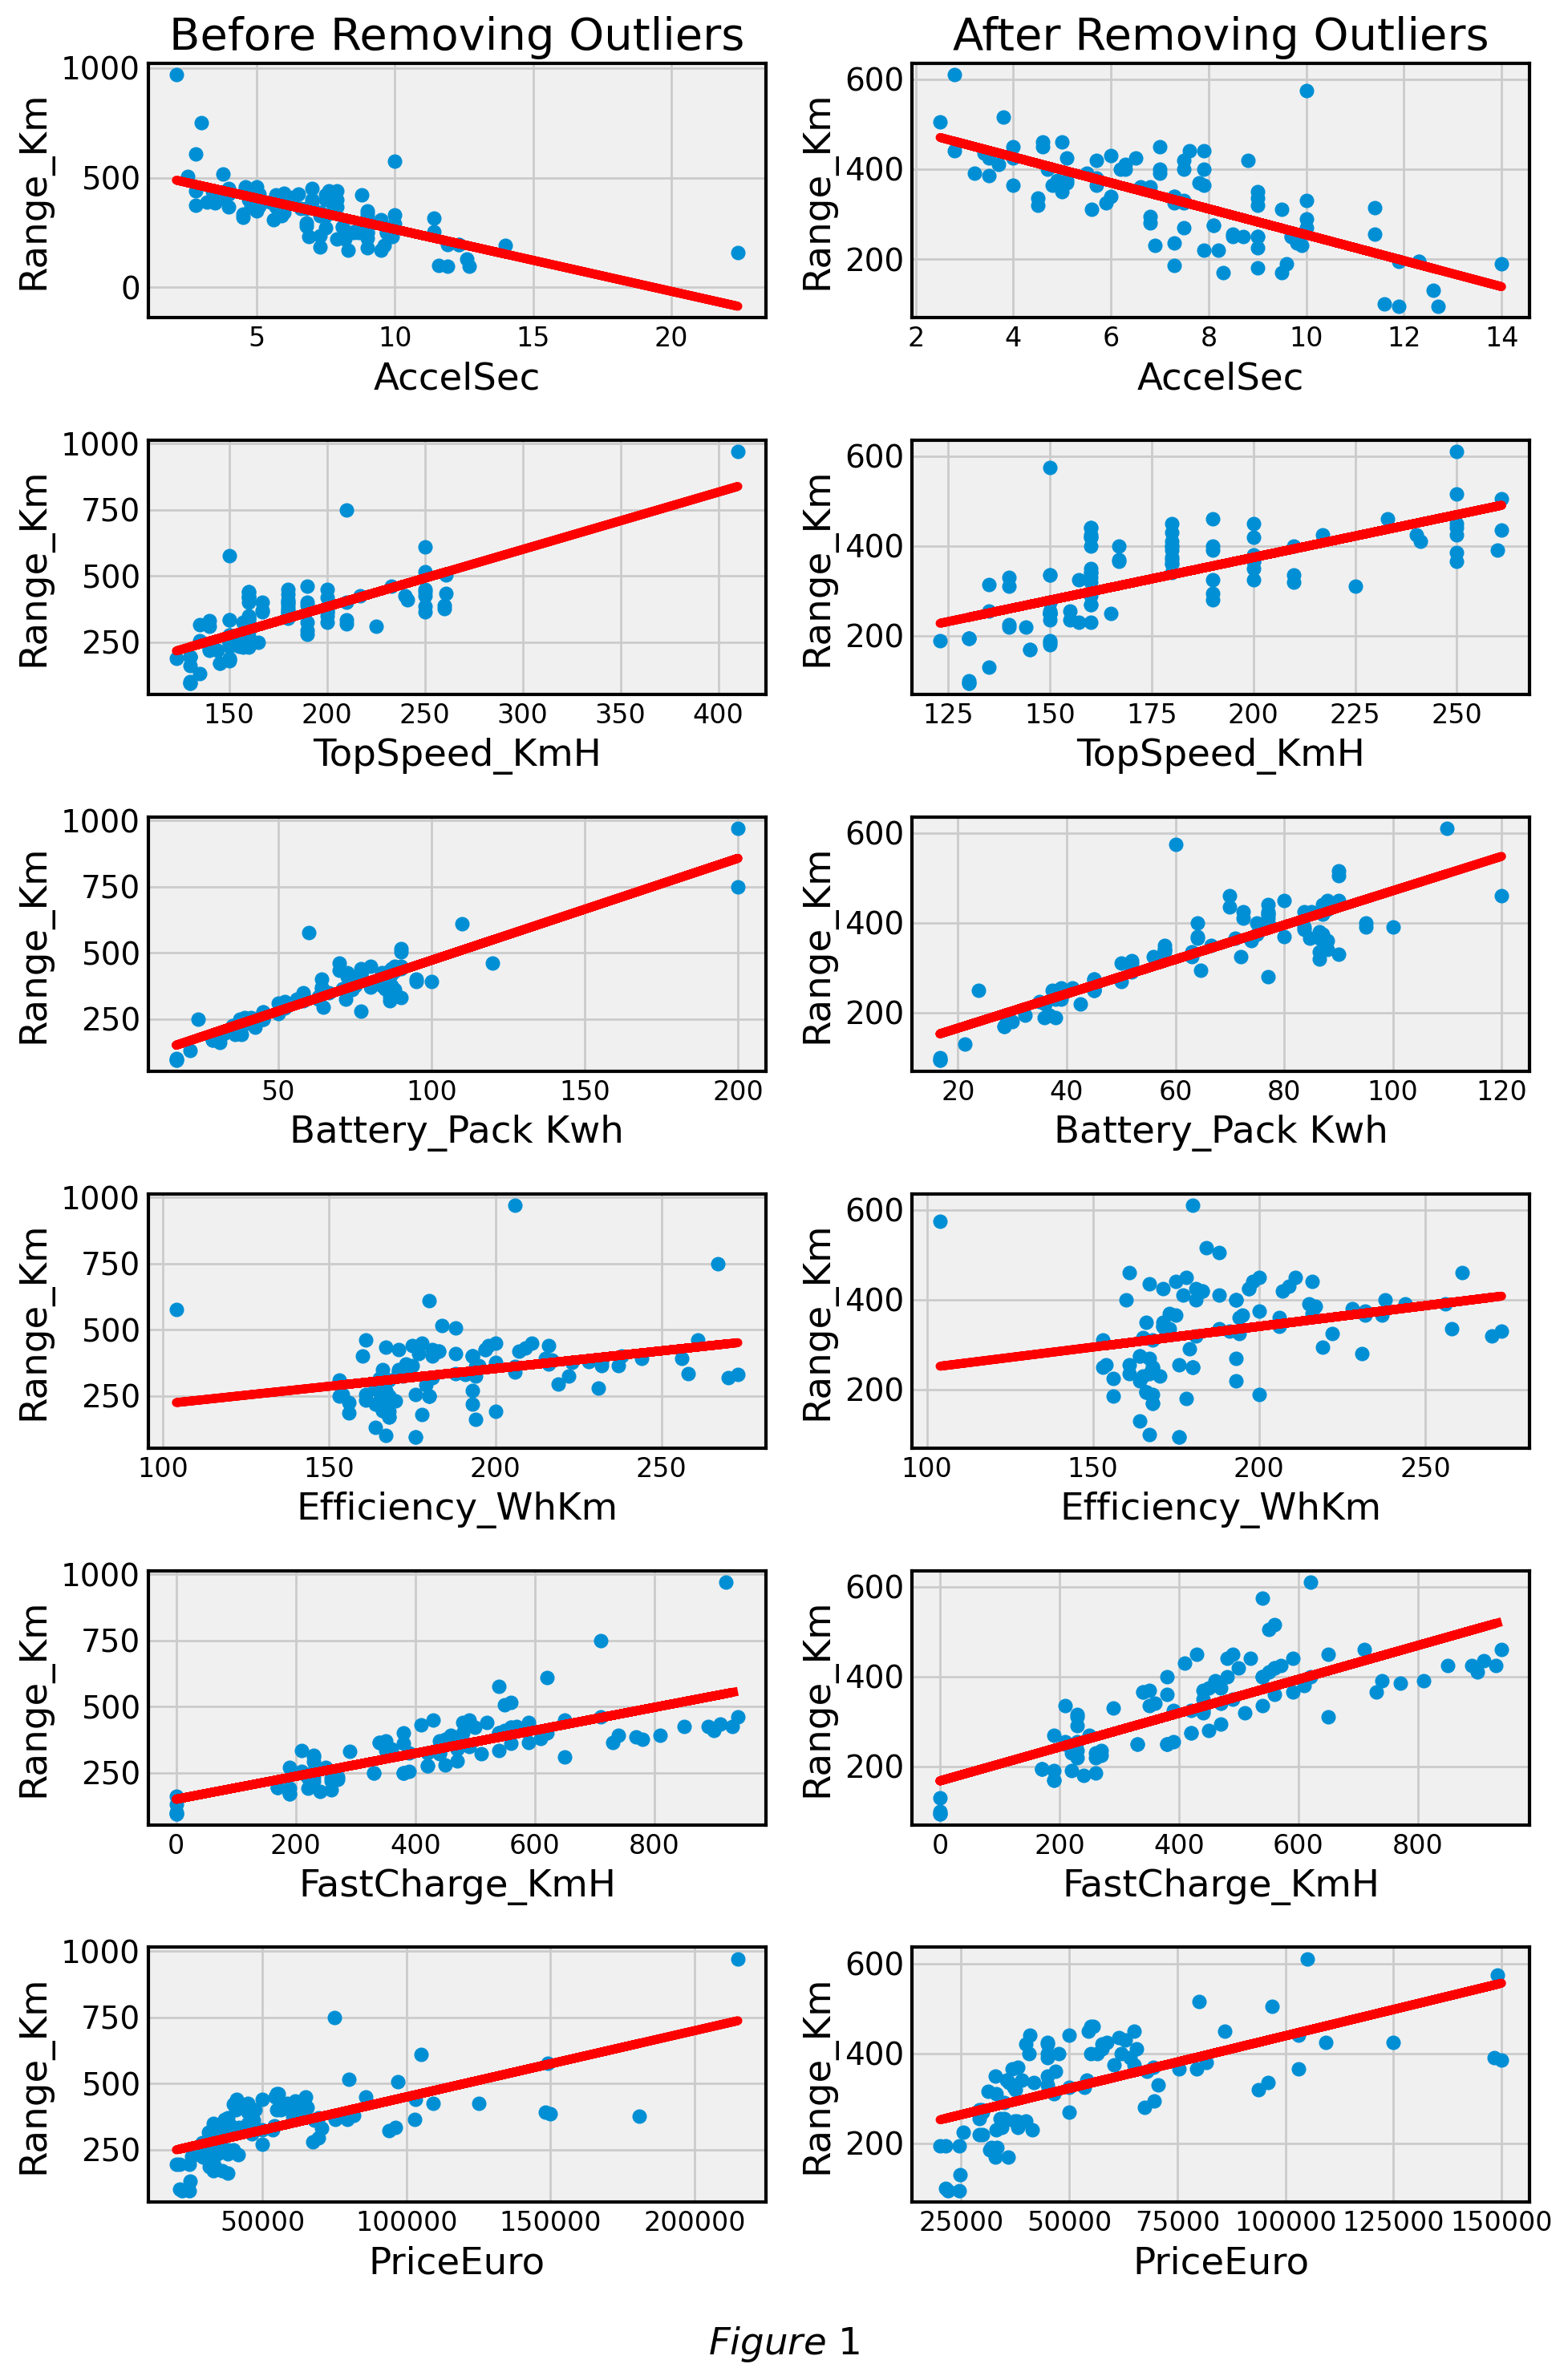 Before Removing Outliers After Removing Outliers
Range_Km 1000 500 0 Range_Km 600 400 200
5 10 15 20 2 4 6 8 10 12 14
AccelSec AccelSec
Range_Km 1000 750 500 250 Range_Km 600 400 200
150 200 250 300 350 400 125 150 175 200 225 250
TopSpeed_KmH TopSpeed_KmH
Range_Km 1000 750 500 250 Range_Km 600 400 200
50 100 150 200 20 40 60 80 100 120
Battery_Pack Kwh Battery_Pack Kwh
Range_Km 1000 750 500 250 Range_Km 600 400 200
100 150 200 250 100 150 200 250
Efficiency_WhKm Efficiency_WhKm
Range_Km 1000 750 500 250 Range_Km 600 400 200
0 200 400 600 800 0 200 400 600 800
FastCharge_KmH FastCharge_KmH
Range_Km 1000 750 500 250 Range_Km 600 400 200
50000 100000 150000 200000 25000 50000 75000 100000 125000 150000
PriceEuro PriceEuro
Figure 1